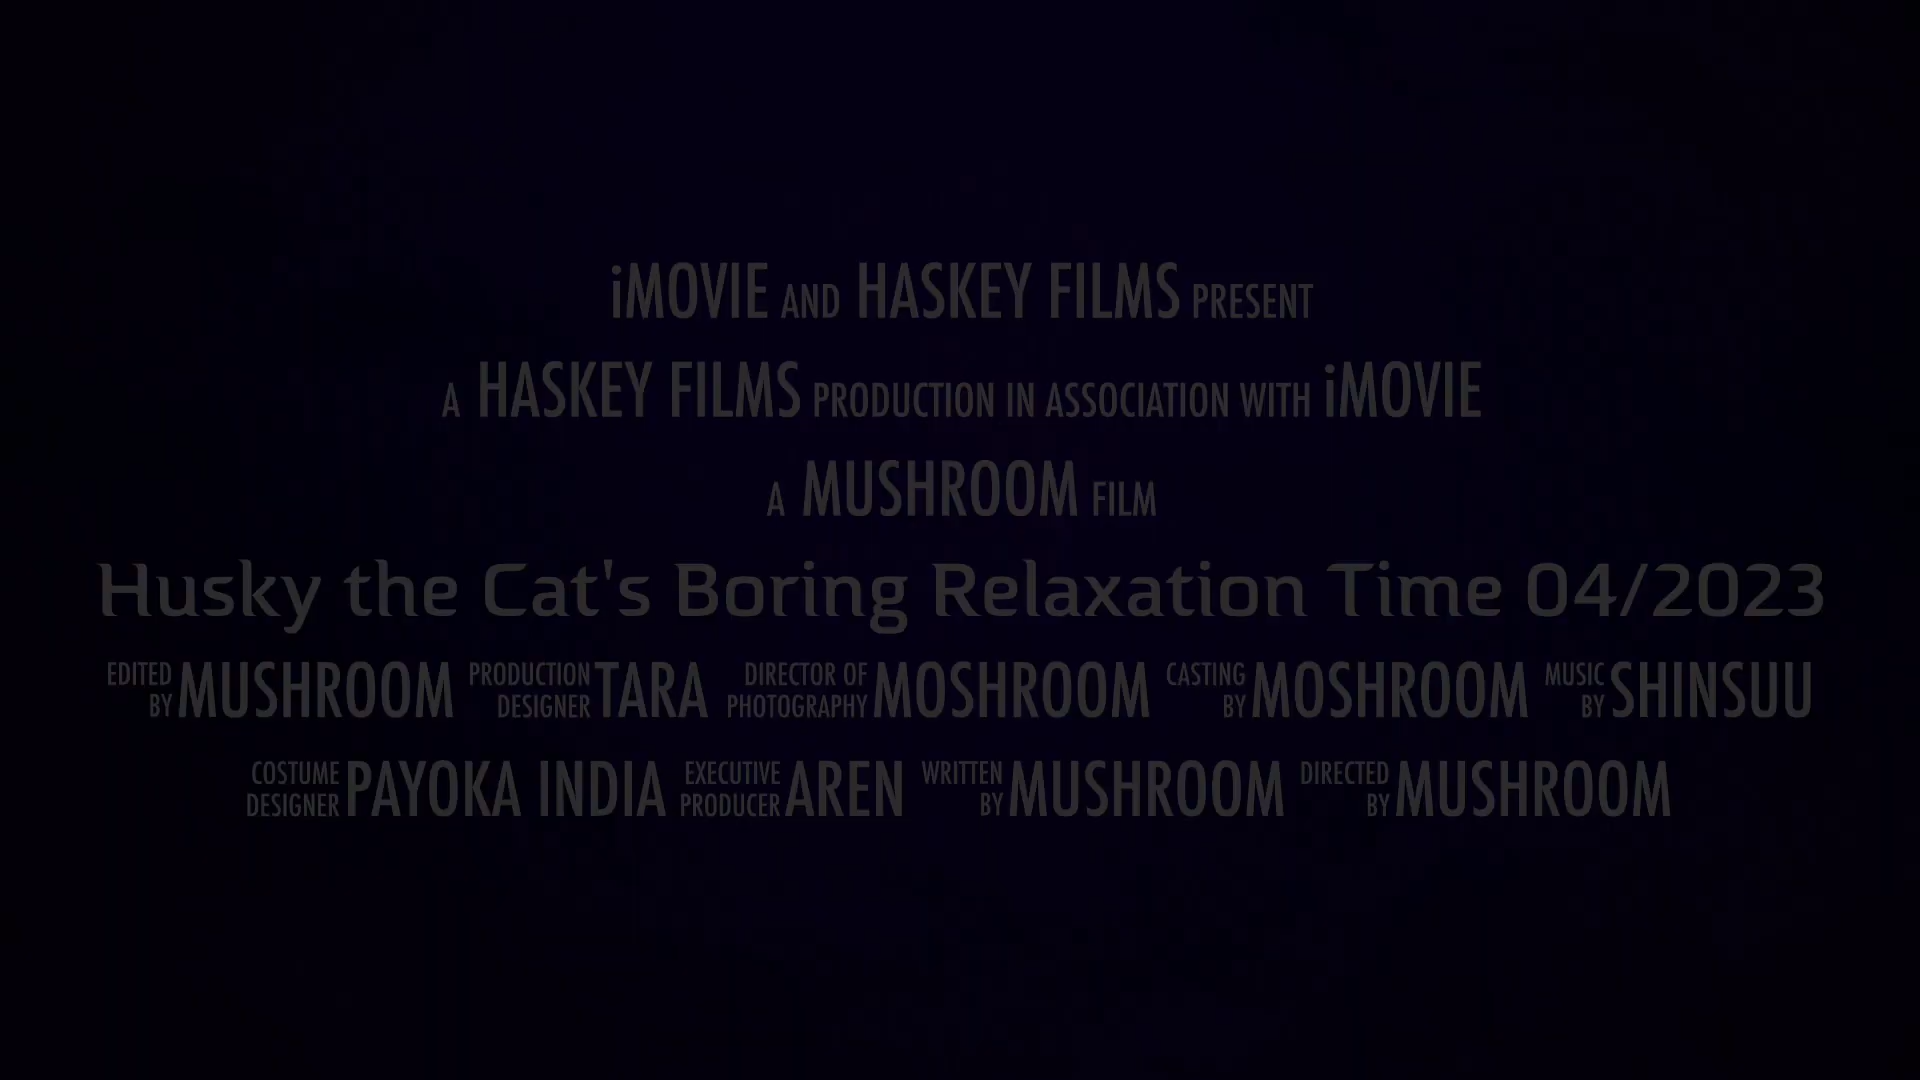 iMOVIE AND HASKEY FILMS PRESENT
A HASKEY FILMS PRODUCTION IN ASSOCIATION WITH iMOVIE
A MUSHROOM FILM
Husky the Cat's Boring Relaxation Time 04/2023
EDITED BY MUSHROOM PRODUCTION DESIGNER TARA DIRECTOR OF PHOTOGRAPHY MOSHROOM CASTING BY MOSHROOM MUSIC BY SHINSUU
COSTUME DESIGNER PAYOKA INDIA EXECUTIVE PRODUCER AREN WRITTEN BY MUSHROOM DIRECTED BY MUSHROOM